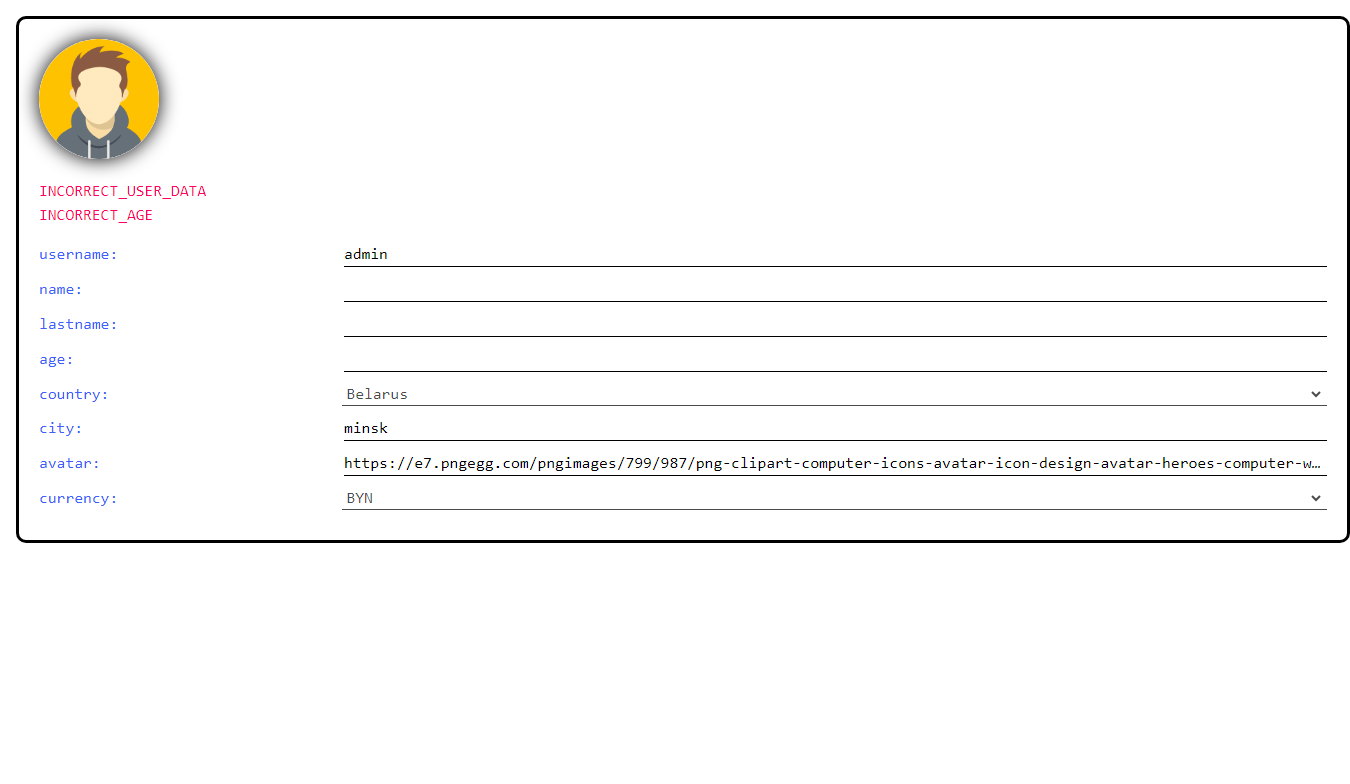 INCORRECT_USER_DATA
INCORRECT_AGE
username: admin
name:
lastname:
age:
country: Belarus
city: minsk
avatar: https://e7.pngegg.com/pngimages/799/987/png-clipart-computer-icons-avatar-icon-design-avatar-heroes-computer-w…
currency: BYN